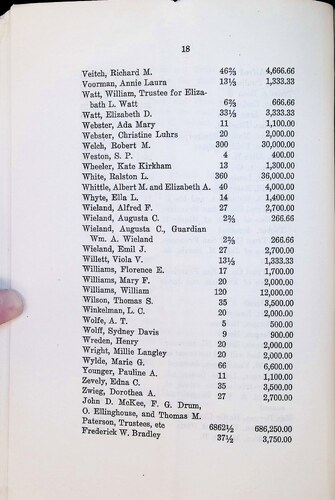 18
Veitch, Richard M. 46⅔ 4,666.66
Voorman, Annie Laura 13⅓ 1,333.33
Watt, William, Trustee for Eliza-
beth L. Watt 6⅔ 666.66
Watt, Elizabeth D. 33⅓ 3,333.33
Webster, Ada Mary 11 1,100.00
Webster, Christine Luhrs 20 2,000.00
Welch, Robert M. 300 30,000.00
Weston, S. P. 4 400.00
Wheeler, Kate Kirkham 13 1,300.00
White, Ralston L. 360 36,000.00
Whittle, Albert M. and Elizabeth A. 40 4,000.00
Whyte, Ella L. 14 1,400.00
Wieland, Alfred F. 27 2,700.00
Wieland, Augusta C. 2⅔ 266.66
Wieland, Augusta C., Guardian
Wm. A. Wieland 2⅔ 266.66
Wieland, Emil J. 27 2,700.00
Willett, Viola V. 13⅓ 1,333.33
Williams, Florence E. 17 1,700.00
Williams, Mary F. 20 2,000.00
Williams, William 120 12,000.00
Wilson, Thomas S. 35 3,500.00
Winkelman, L. C. 20 2,000.00
Wolfe, A. T. 5 500.00
Wolff, Sydney Davis 9 900.00
Wreden, Henry 20 2,000.00
Wright, Millie Langley 20 2,000.00
Wylde, Marie G. 66 6,600.00
Younger, Pauline A. 11 1,100.00
Zevely, Edna C. 35 3,500.00
Zweig, Dorothea A. 27 2,700.00
John D. McKee, F. G. Drum,
O. Ellinghouse, and Thomas M.
Paterson, Trustees, etc 6862½ 686,250.00
Frederick W. Bradley 37½ 3,750.00